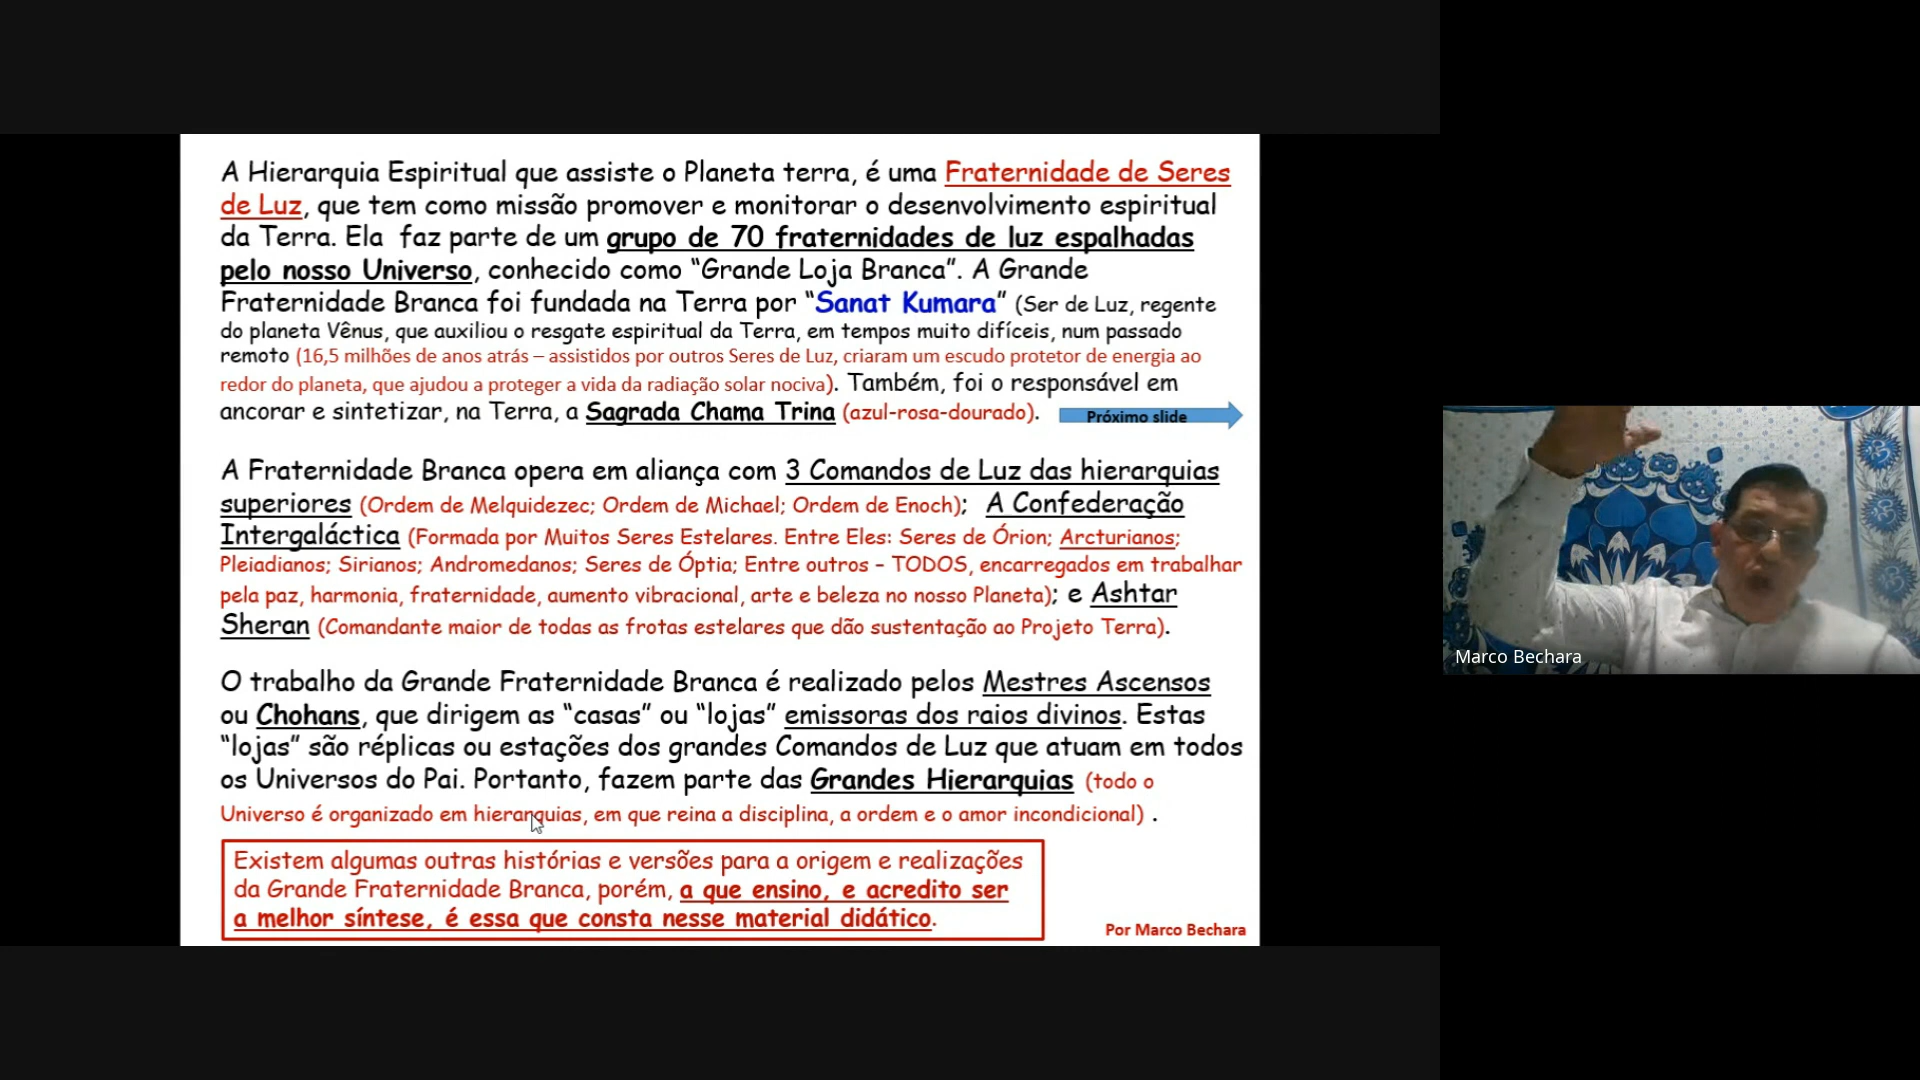 A Hierarquia Espiritual que assiste o Planeta terra, é uma Fraternidade de Seres
de Luz, que tem como missão promover e monitorar o desenvolvimento espiritual
da Terra. Ela faz parte de um grupo de 70 fraternidades de luz espalhadas
pelo nosso Universo, conhecido como “Grande Loja Branca”. A Grande
Fraternidade Branca foi fundada na Terra por “Sanat Kumara” (Ser de Luz, regente
do planeta Vênus, que auxiliou o resgate espiritual da Terra, em tempos muito difíceis, num passado
remoto (16,5 milhões de anos atrás – assistidos por outros Seres de Luz, criaram um escudo protetor de energia ao
redor do planeta, que ajudou a proteger a vida da radiação solar nociva). Também, foi o responsável em
ancorar e sintetizar, na Terra, a Sagrada Chama Trina (azul-rosa-dourado).
Próximo slide
A Fraternidade Branca opera em aliança com 3 Comandos de Luz das hierarquias
superiores (Ordem de Melquidezec; Ordem de Michael; Ordem de Enoch); A Confederação
Intergaláctica (Formada por Muitos Seres Estelares. Entre Eles: Seres de Órion; Arcturianos;
Pleiadianos; Sirianos; Andromedanos; Seres de Óptia; Entre outros – TODOS, encarregados em trabalhar
pela paz, harmonia, fraternidade, aumento vibracional, arte e beleza no nosso Planeta); e Ashtar
Sheran (Comandante maior de todas as frotas estelares que dão sustentação ao Projeto Terra).
O trabalho da Grande Fraternidade Branca é realizado pelos Mestres Ascensos
ou Chohans, que dirigem as “casas” ou “lojas” emissoras dos raios divinos. Estas
“lojas” são réplicas ou estações dos grandes Comandos de Luz que atuam em todos
os Universos do Pai. Portanto, fazem parte das Grandes Hierarquias (todo o
Universo é organizado em hierarquias, em que reina a disciplina, a ordem e o amor incondicional) .
Existem algumas outras histórias e versões para a origem e realizações
da Grande Fraternidade Branca, porém, a que ensino, e acredito ser
a melhor síntese, é essa que consta nesse material didático.
Por Marco Bechara
Marco Bechara